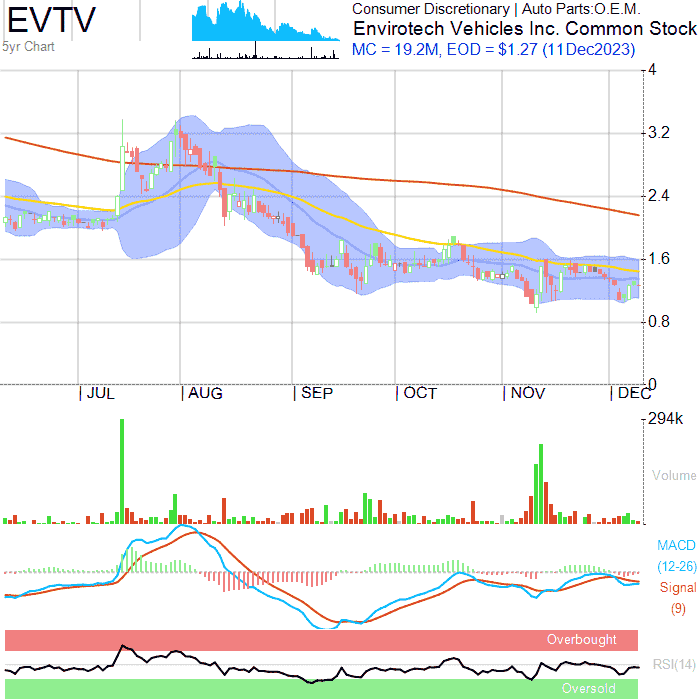 EVTV
5yr Chart
Consumer Discretionary | Auto Parts:O.E.M.
Envirotech Vehicles Inc. Common Stock
MC = 19.2M, EOD = $1.27 (11Dec2023)
4
3.2
2.4
1.6
0.8
0
| JUL | AUG | SEP | OCT | NOV | DEC
294k
Volume
MACD
(12-26)
Signal
(9)
Overbought
RSI(14)
Oversold